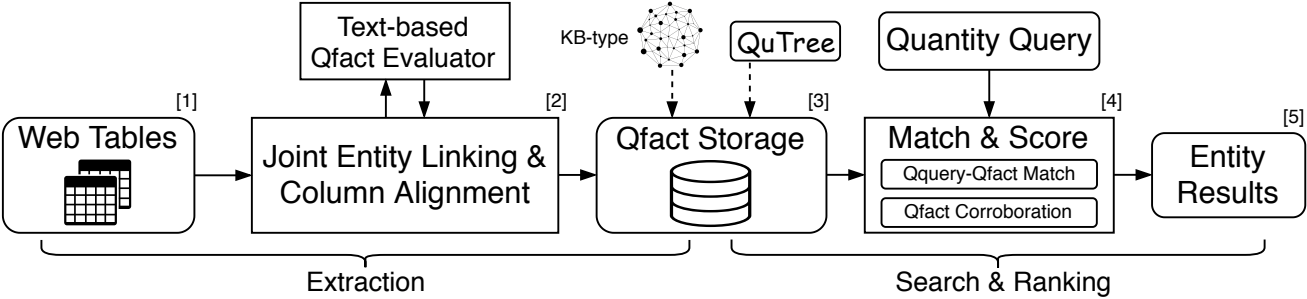 Text-based
Qfact Evaluator
KB-type
QuTree
Quantity Query
[1]
[2]
[3]
[4]
[5]
Web Tables
Joint Entity Linking &
Column Alignment
Qfact Storage
Match & Score
Qquery-Qfact Match
Qfact Corroboration
Entity
Results
Extraction
Search & Ranking